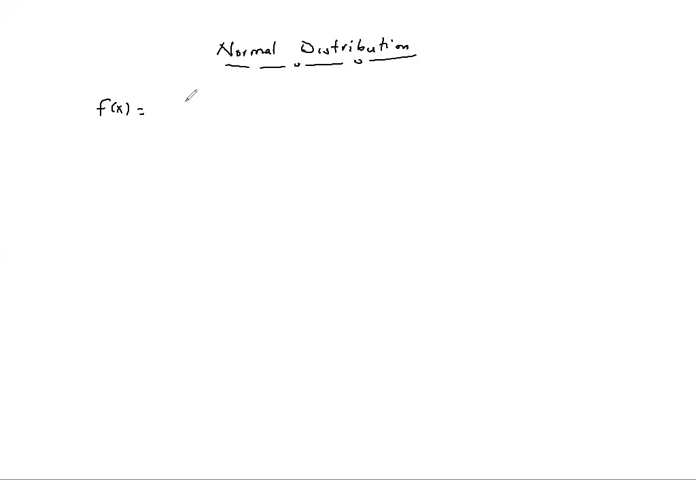 Normal Distribution
f(x) =